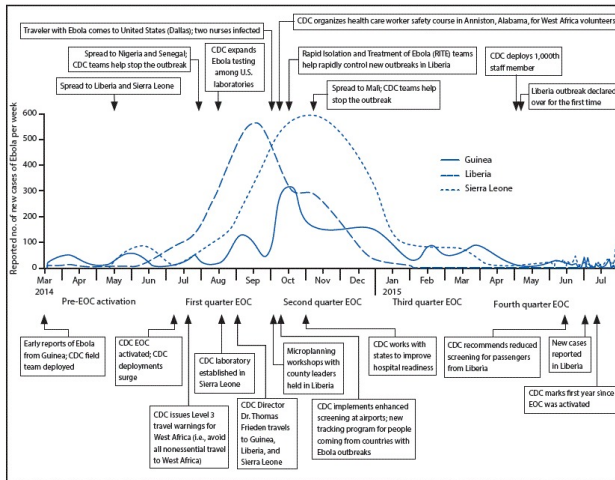 CDC organizes health care worker safety course in Anniston, Alabama, for West Africa volunteers
Traveler with Ebola comes to United States (Dallas); two nurses infected
Spread to Nigeria and Senegal;
CDC teams help stop the outbreak
CDC expands
Ebola testing
among U.S.
laboratories
Rapid Isolation and Treatment of Ebola (RITE) teams
help rapidly control new outbreaks in Liberia
CDC deploys 1,000th
staff member
Spread to Liberia and Sierra Leone
Spread to Mali; CDC teams help
stop the outbreak
Liberia outbreak declared
over for the first time
Reported no. of new cases of Ebola per week
600
500
400
300
200
100
0
Guinea
Liberia
Sierra Leone
Mar Apr May Jun Jul Aug Sep Oct Nov Dec Jan Feb Mar Apr May Jun Jul
2014 2015
Pre-EOC activation First quarter EOC Second quarter EOC Third quarter EOC Fourth quarter EOC
Early reports of Ebola
from Guinea; CDC field
team deployed
CDC EOC
activated; CDC
deployments
surge
CDC laboratory
established in
Sierra Leone
Microplanning
workshops with
county leaders
held in Liberia
CDC works with
states to improve
hospital readiness
CDC recommends reduced
screening for passengers
from Liberia
New cases
reported
in Liberia
CDC issues Level 3
travel warnings for
West Africa (i.e., avoid
all nonessential travel
to West Africa)
CDC Director
Dr. Thomas
Frieden travels
to Guinea,
Liberia, and
Sierra Leone
CDC implements enhanced
screening at airports; new
tracking program for people
coming from countries with
Ebola outbreaks
CDC marks first year since
EOC was activated